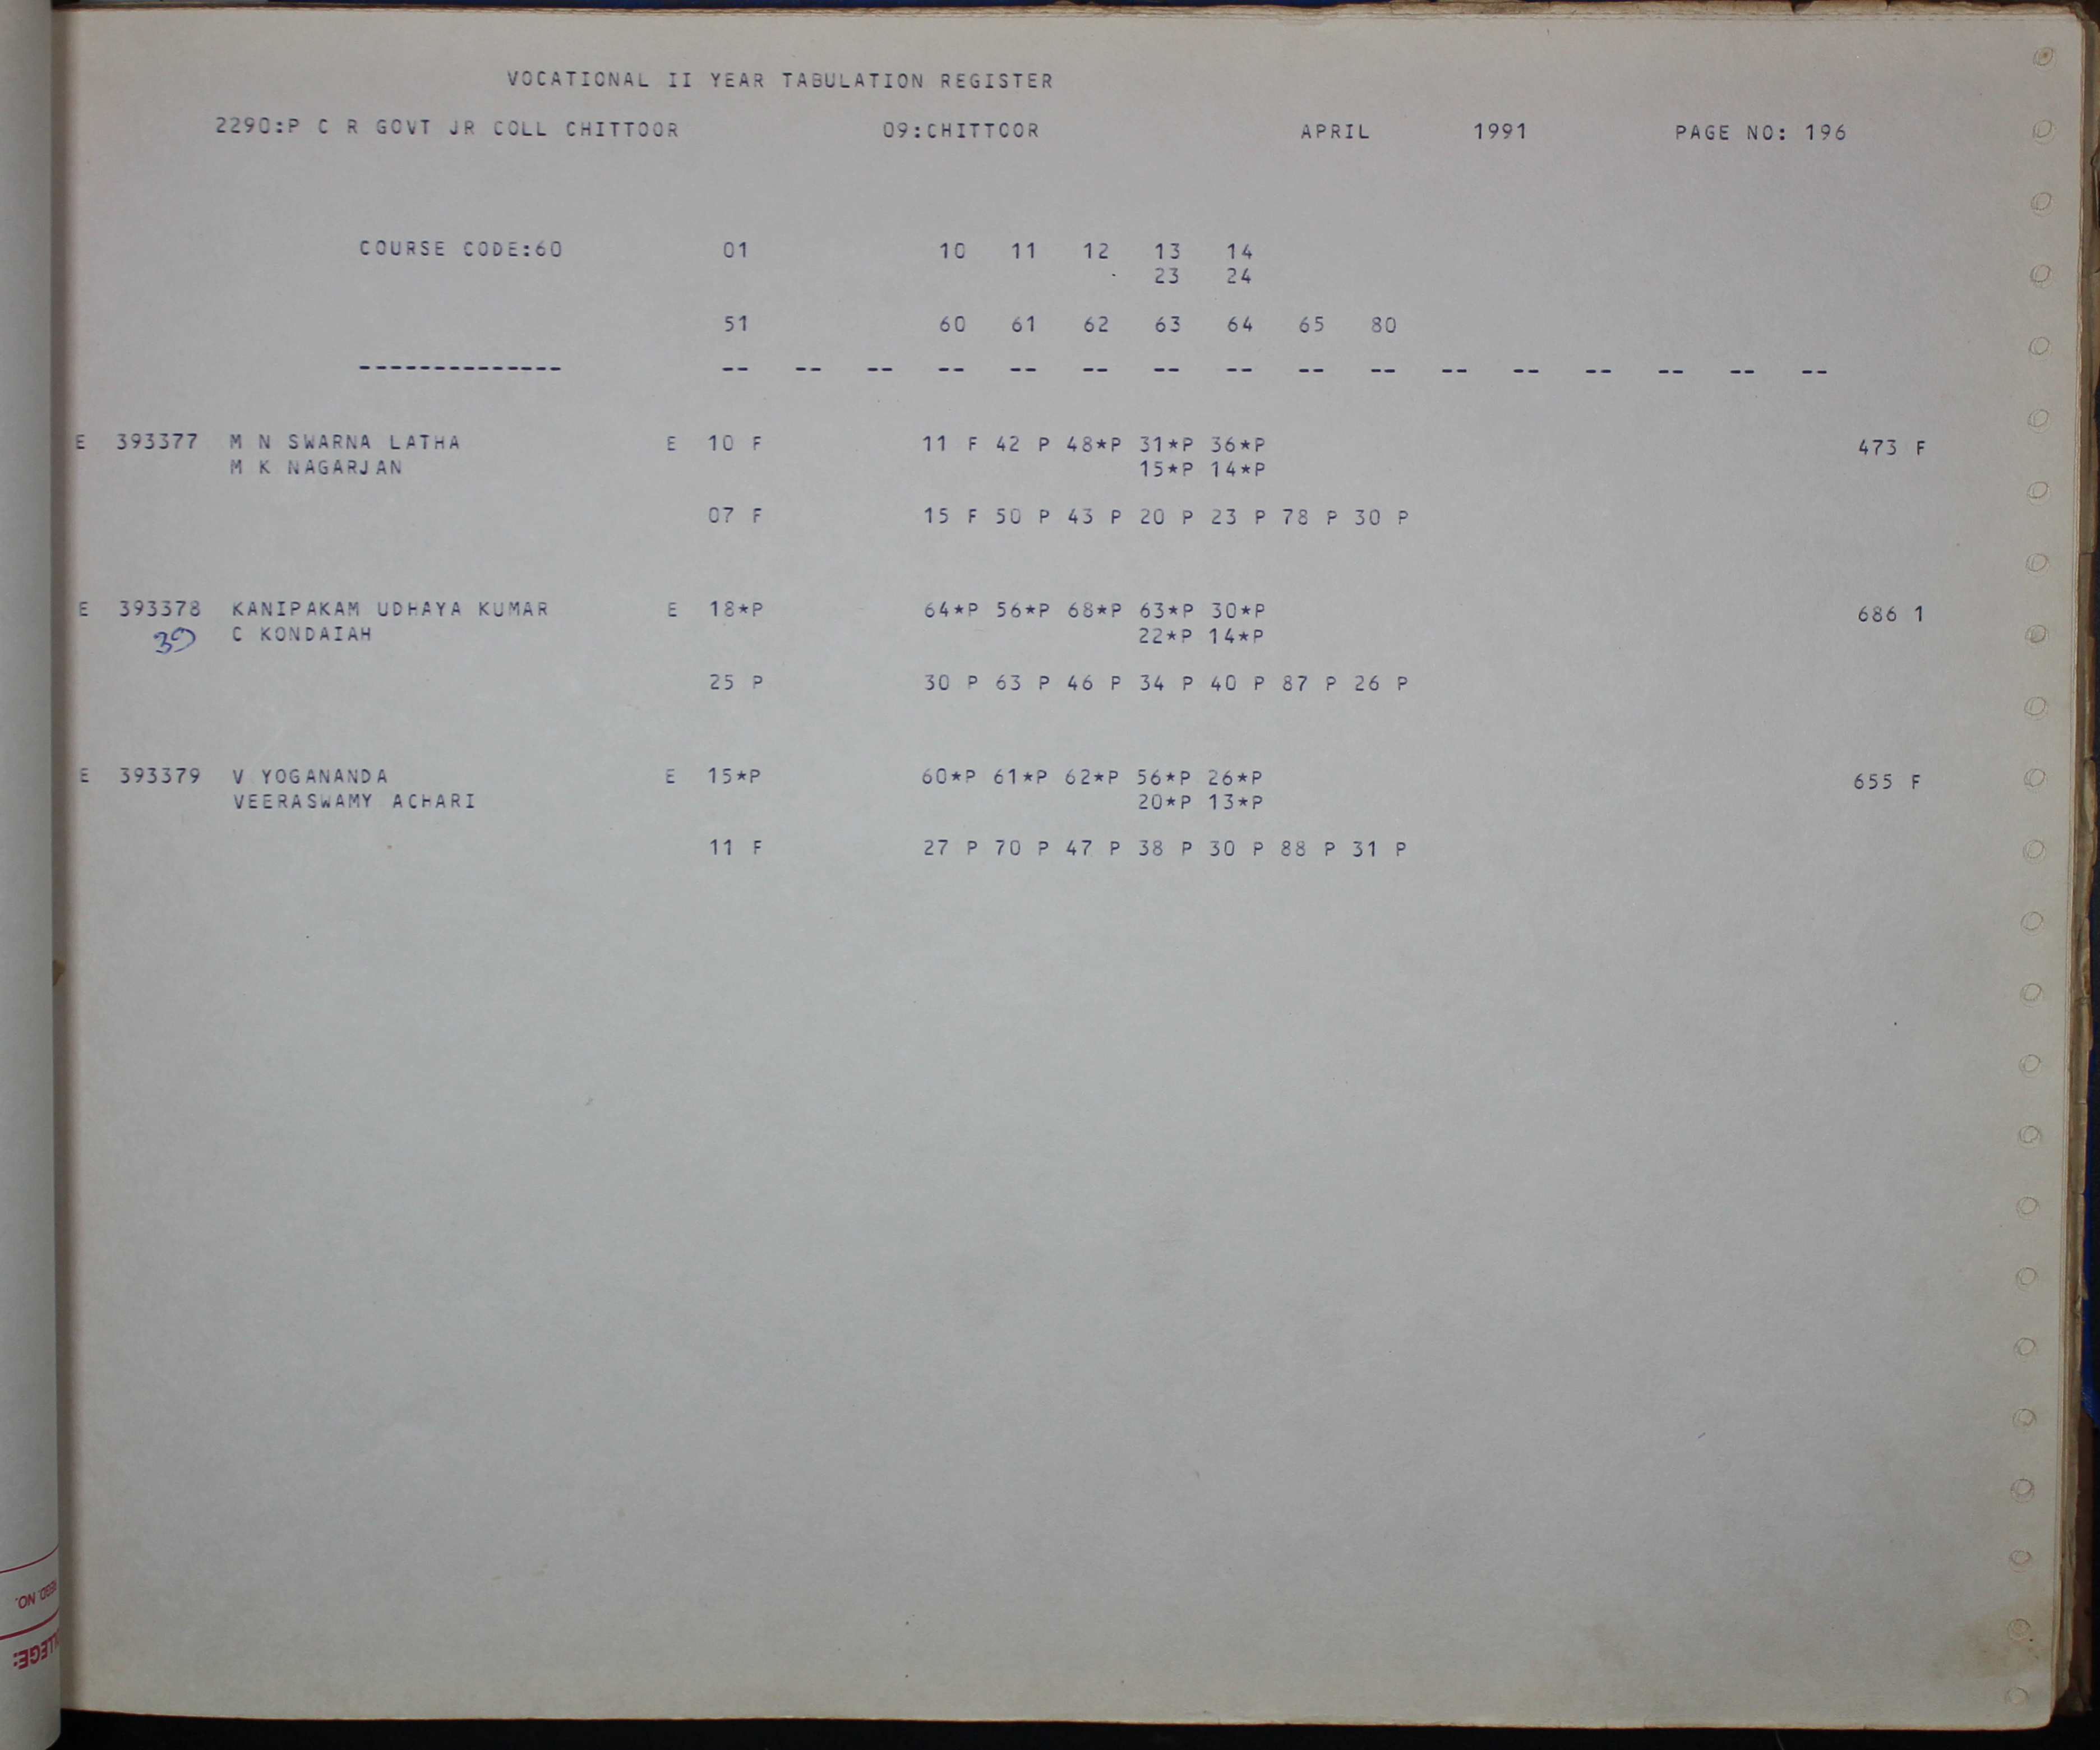 VOCATIONAL II YEAR TABULATION REGISTER
2290:P C R GOVT JR COLL CHITTOOR 09:CHITTOOR APRIL 1991 PAGE NO: 196
COURSE CODE:60 01 10 11 12 13 14
23 24
51 60 61 62 63 64 65 80
-------------- -- -- -- -- -- -- -- -- -- -- -- -- -- -- -- --
E 393377 M N SWARNA LATHA E 10 F 11 F 42 P 48*P 31*P 36*P 473 F
M K NAGARJAN 15*P 14*P
07 F 15 F 50 P 43 P 20 P 23 P 78 P 30 P
E 393378 KANIPAKAM UDHAYA KUMAR E 18*P 64*P 56*P 68*P 63*P 30*P 686 1
39 C KONDAIAH 22*P 14*P
25 P 30 P 63 P 46 P 34 P 40 P 87 P 26 P
E 393379 V YOGANANDA E 15*P 60*P 61*P 62*P 56*P 26*P 655 F
VEERASWAMY ACHARI 20*P 13*P
11 F 27 P 70 P 47 P 38 P 30 P 88 P 31 P
NO.